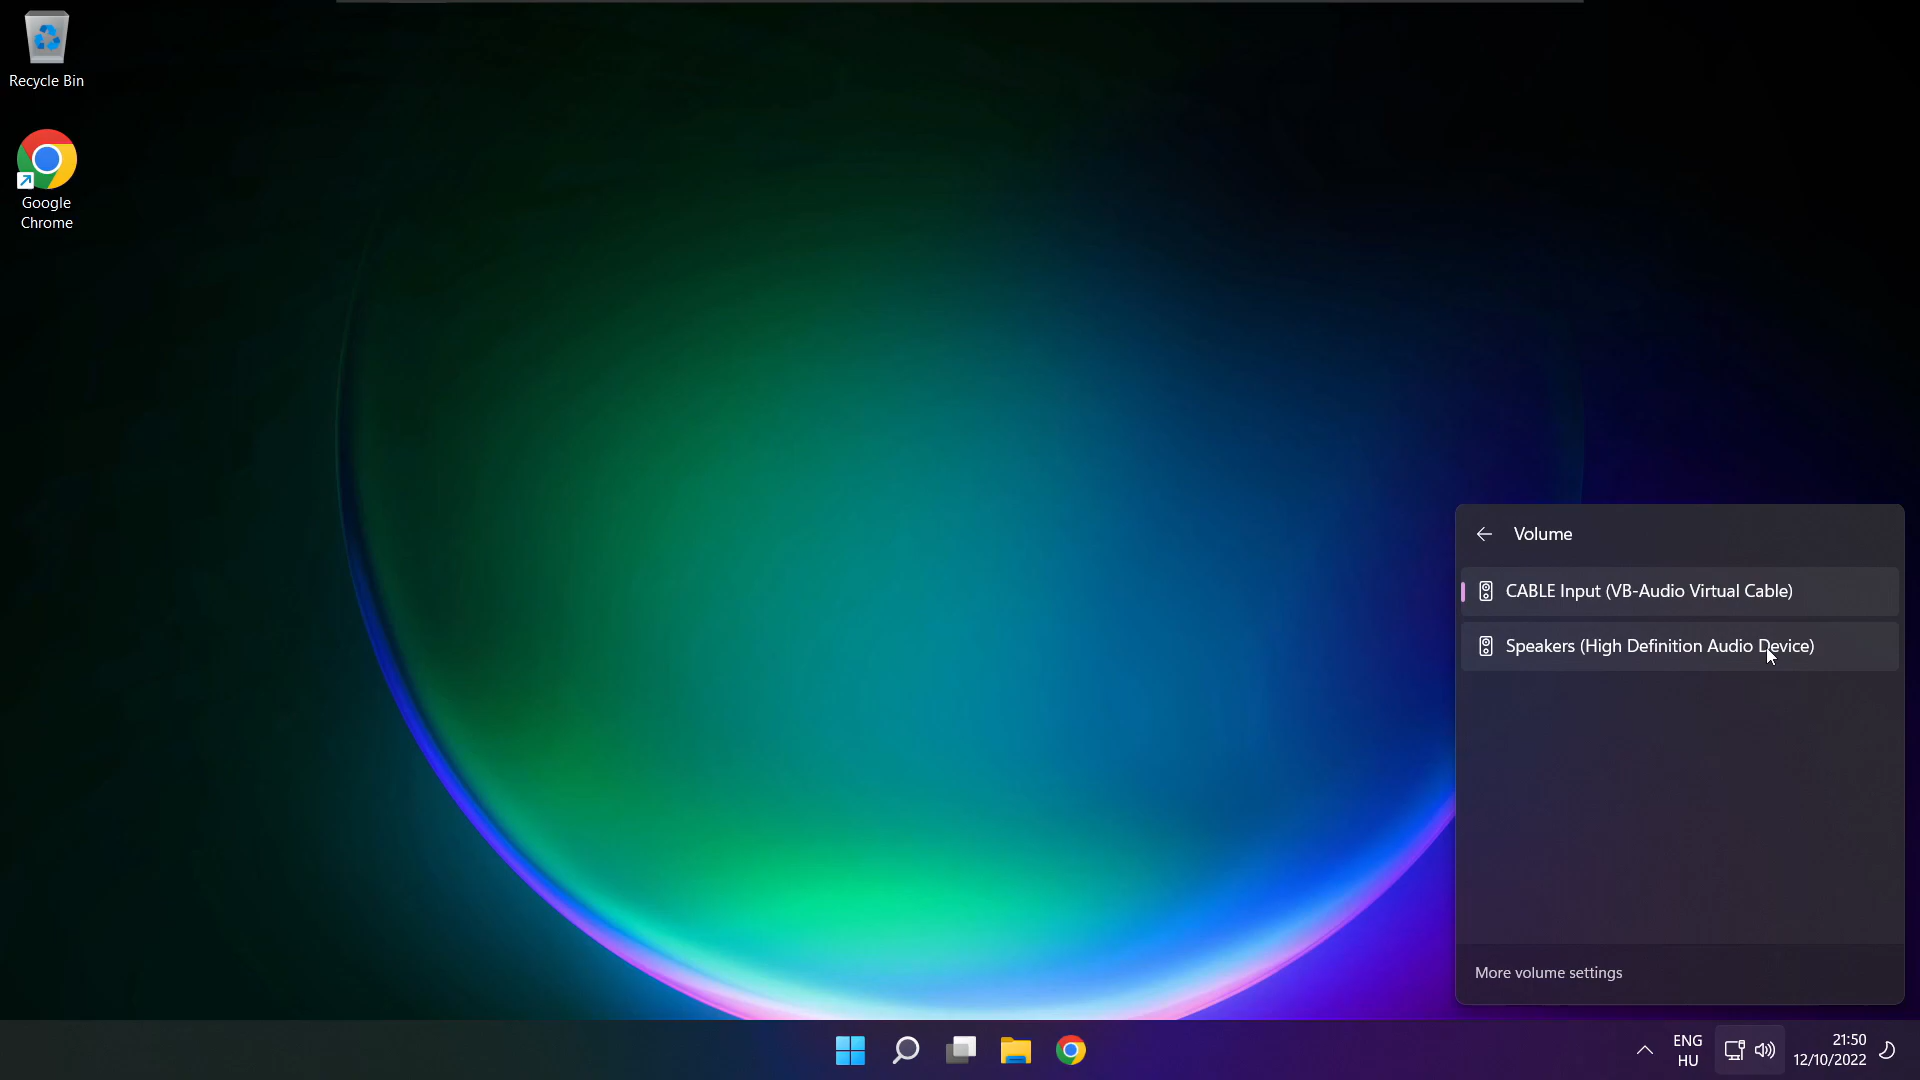 Recycle Bin
Google
Chrome
Volume
CABLE Input (VB-Audio Virtual Cable)
Speakers (High Definition Audio Device)
More volume settings
ENG
HU
21:50
12/10/2022